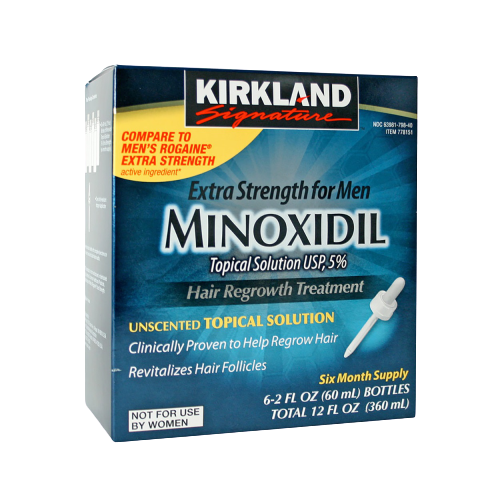 KIRKLAND
Signature
NDC 63981-798-40
ITEM 778151
COMPARE TO
MEN'S ROGAINE®
EXTRA STRENGTH
active ingredient*
Extra Strength for Men
MINOXIDIL
Topical Solution USP, 5%
Hair Regrowth Treatment
UNSCENTED TOPICAL SOLUTION
Clinically Proven to Help Regrow Hair
Revitalizes Hair Follicles
Six Month Supply
6-2 FL OZ (60 mL) BOTTLES
TOTAL 12 FL OZ (360 mL)
NOT FOR USE
BY WOMEN